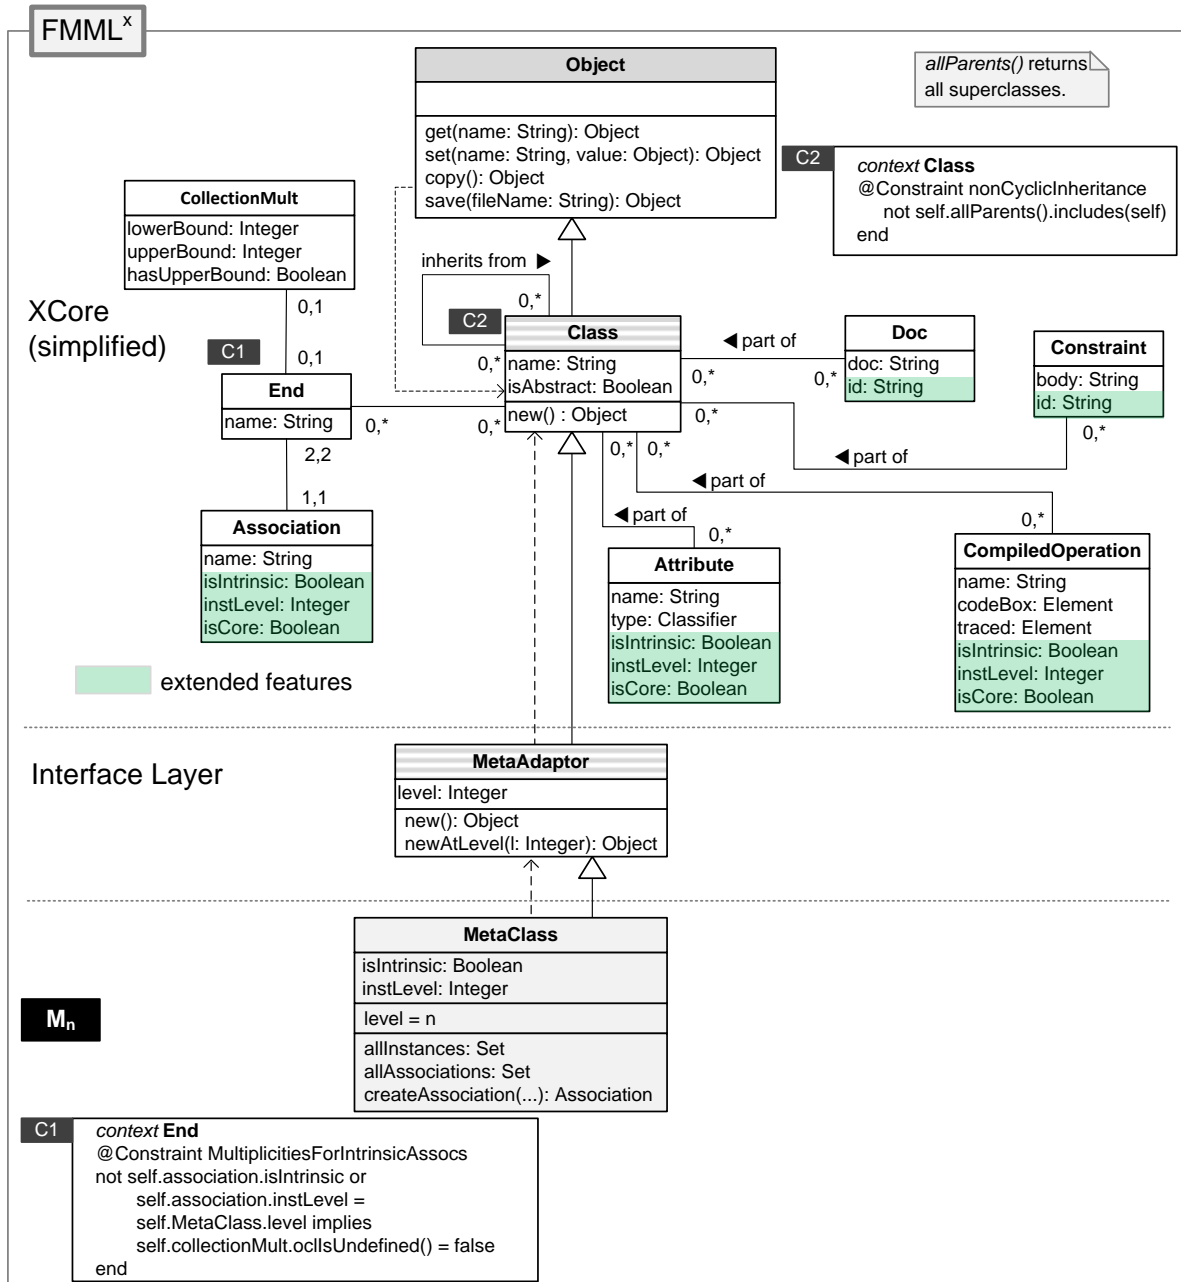 FMMLx
Object
get(name: String): Object
set(name: String, value: Object): Object
copy(): Object
save(fileName: String): Object
allParents() returns
all superclasses.
C2
context Class
@Constraint nonCyclicInheritance
not self.allParents().includes(self)
end
CollectionMult
lowerBound: Integer
upperBound: Integer
hasUpperBound: Boolean
XCore
(simplified)
0,1
C1
0,1
End
name: String
0,*
2,2
1,1
Association
name: String
isIntrinsic: Boolean
instLevel: Integer
isCore: Boolean
extended features
inherits from ▶
0,*
C2
0,*
Class
name: String
isAbstract: Boolean
new() : Object
0,*
◀ part of
0,*
0,*
Doc
doc: String
id: String
Constraint
body: String
id: String
0,*
0,*
◀ part of
0,*
0,*
◀ part of
0,*
◀ part of
0,*
Attribute
name: String
type: Classifier
isIntrinsic: Boolean
instLevel: Integer
isCore: Boolean
CompiledOperation
name: String
codeBox: Element
traced: Element
isIntrinsic: Boolean
instLevel: Integer
isCore: Boolean
Interface Layer
MetaAdaptor
level: Integer
new(): Object
newAtLevel(l: Integer): Object
Mn
MetaClass
isIntrinsic: Boolean
instLevel: Integer
level = n
allInstances: Set
allAssociations: Set
createAssociation(...): Association
C1
context End
@Constraint MultiplicitiesForIntrinsicAssocs
not self.association.isIntrinsic or
self.association.instLevel =
self.MetaClass.level implies
self.collectionMult.oclIsUndefined() = false
end